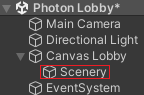 Photon Lobby*
Main Camera
Directional Light
Canvas Lobby
Scenery
EventSystem